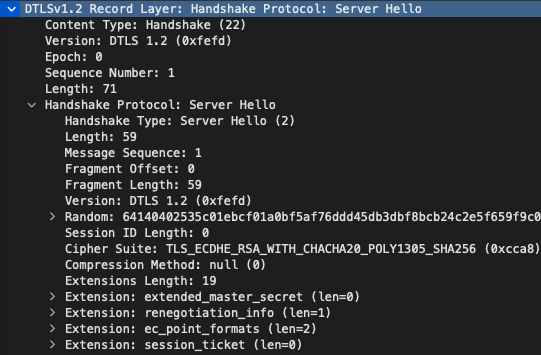 DTLSv1.2 Record Layer: Handshake Protocol: Server Hello
Content Type: Handshake (22)
Version: DTLS 1.2 (0xfefd)
Epoch: 0
Sequence Number: 1
Length: 71
Handshake Protocol: Server Hello
Handshake Type: Server Hello (2)
Length: 59
Message Sequence: 1
Fragment Offset: 0
Fragment Length: 59
Version: DTLS 1.2 (0xfefd)
Random: 64140402535c01ebcf01a0bf5af76ddd45db3dbf8bcb24c2e5f659f9c0
Session ID Length: 0
Cipher Suite: TLS_ECDHE_RSA_WITH_CHACHA20_POLY1305_SHA256 (0xcca8)
Compression Method: null (0)
Extensions Length: 19
Extension: extended_master_secret (len=0)
Extension: renegotiation_info (len=1)
Extension: ec_point_formats (len=2)
Extension: session_ticket (len=0)